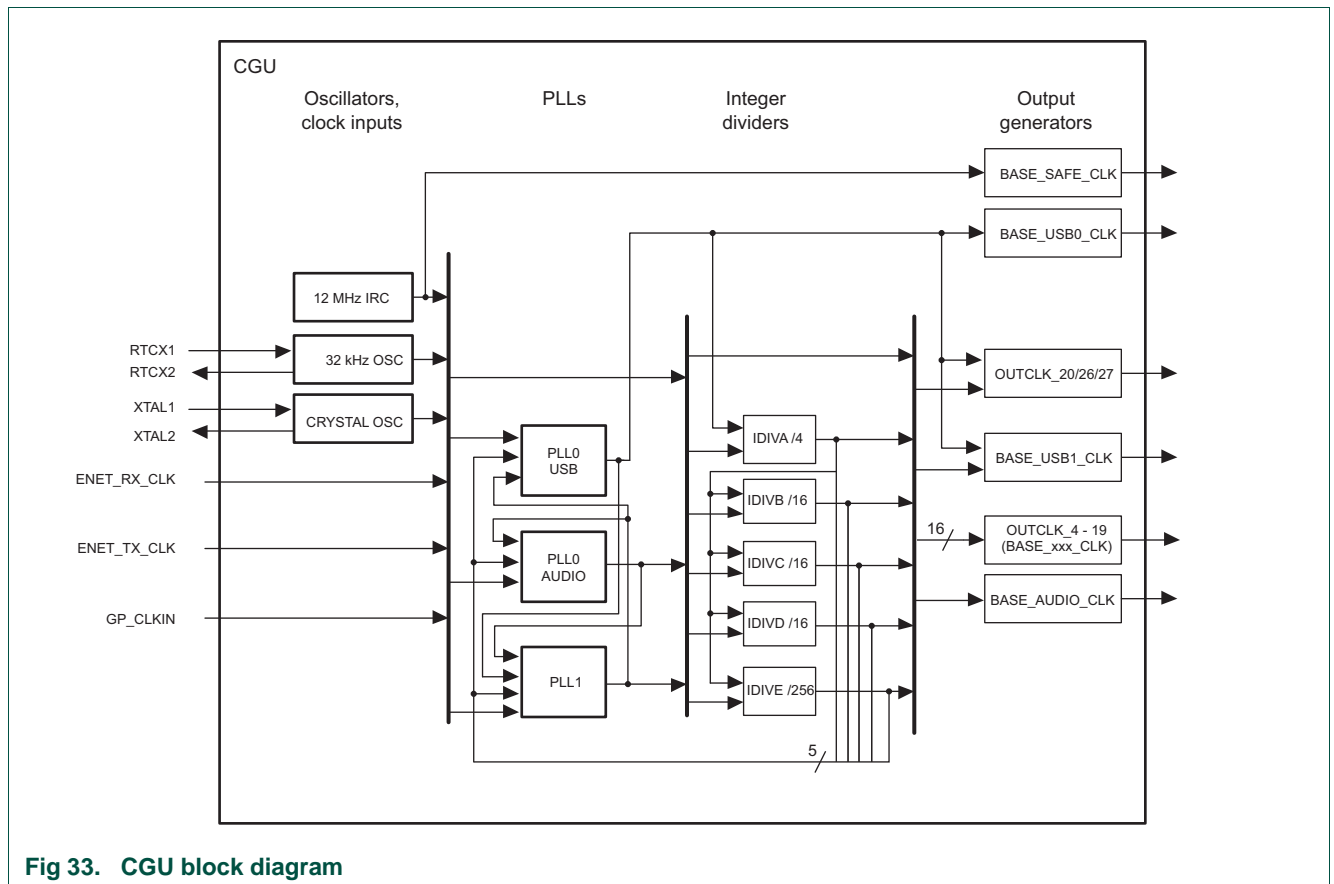 CGU
Oscillators,
clock inputs
PLLs
Integer
dividers
Output
generators
BASE_SAFE_CLK
BASE_USB0_CLK
12 MHz IRC
RTCX1
RTCX2
32 kHz OSC
OUTCLK_20/26/27
XTAL1
XTAL2
CRYSTAL OSC
PLL0
USB
IDIVA /4
BASE_USB1_CLK
ENET_RX_CLK
IDIVB /16
16
OUTCLK_4 - 19
(BASE_xxx_CLK)
ENET_TX_CLK
PLL0
AUDIO
IDIVC /16
BASE_AUDIO_CLK
GP_CLKIN
IDIVD /16
PLL1
IDIVE /256
5
Fig 33. CGU block diagram